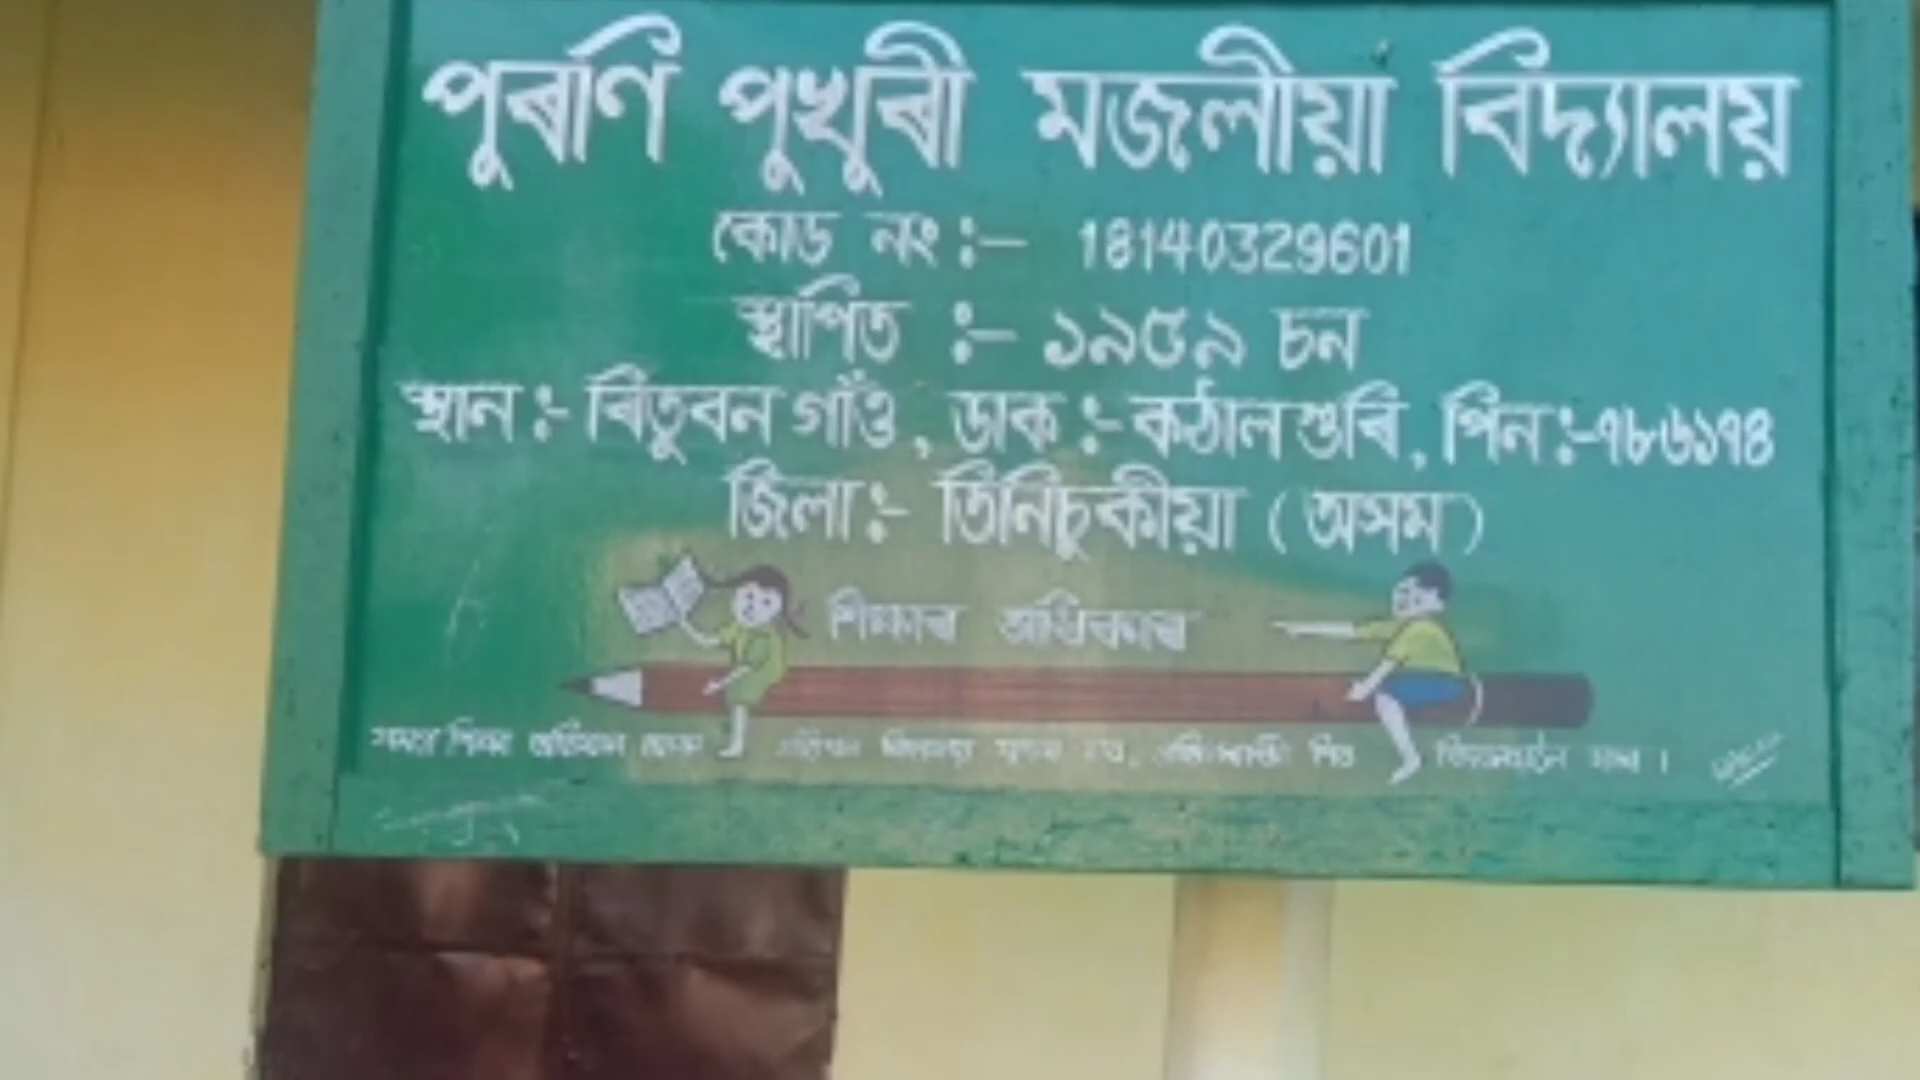 পুৰণি পুখুৰী মজলীয়া বিদ্যালয়
কোড নং :- 18140329601
স্থাপিত :- ১৯৫৯ চন
স্থান :- ৰিতুবন গাঁও, ডাক :- কঠালগুৰি, পিন :- ৭৮৬১৭৪
জিলা :- তিনিচুকীয়া (অসম)
শিক্ষাৰ অধিকাৰ